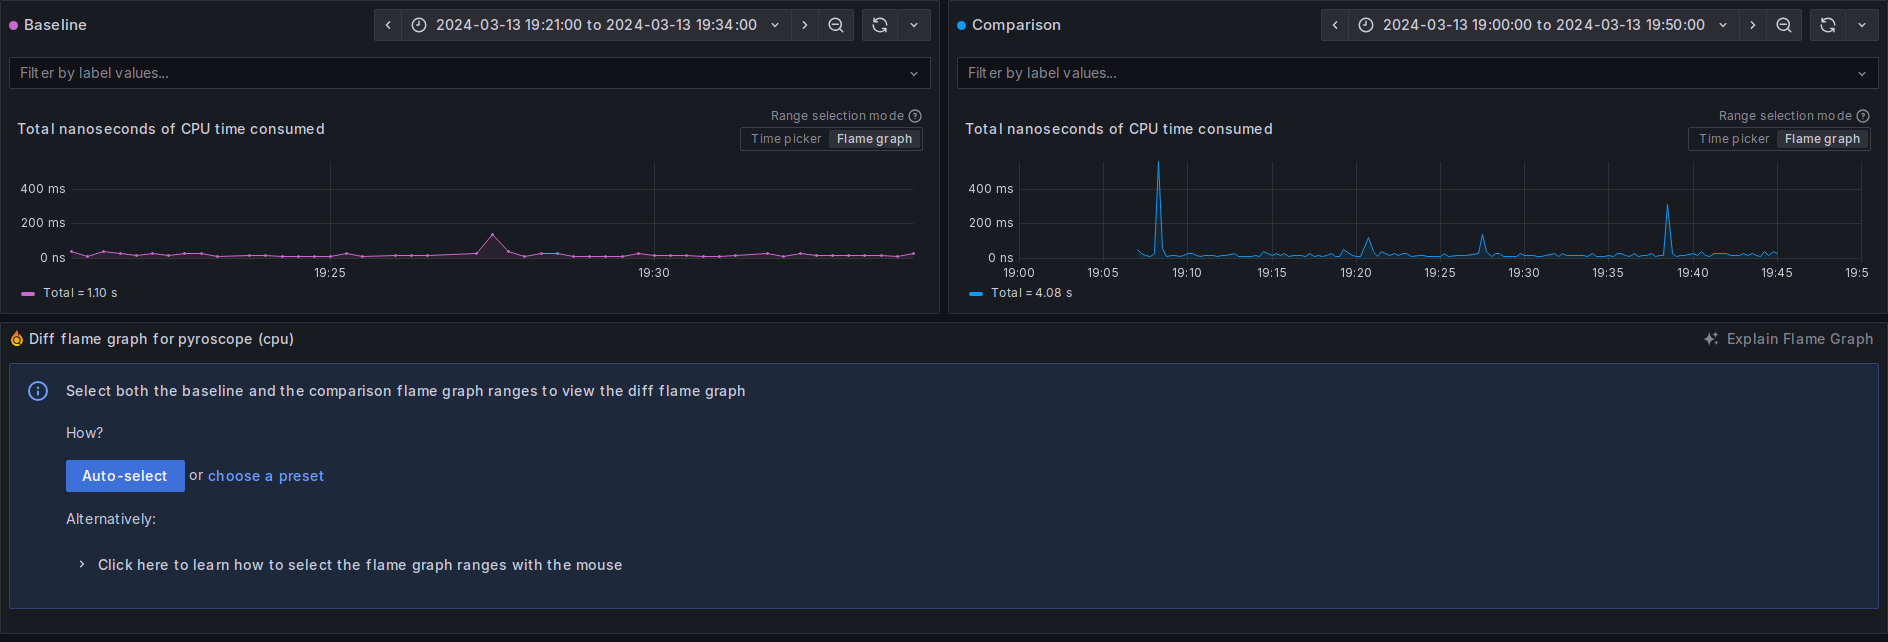 Baseline
2024-03-13 19:21:00 to 2024-03-13 19:34:00
Filter by label values...
Range selection mode
Total nanoseconds of CPU time consumed
Time picker Flame graph
400 ms
200 ms
0 ns
19:25 19:30
Total = 1.10 s
Comparison
2024-03-13 19:00:00 to 2024-03-13 19:50:00
Filter by label values...
Range selection mode
Total nanoseconds of CPU time consumed
Time picker Flame graph
400 ms
200 ms
0 ns
19:00 19:05 19:10 19:15 19:20 19:25 19:30 19:35 19:40 19:45 19:5
Total = 4.08 s
Diff flame graph for pyroscope (cpu)
Explain Flame Graph
Select both the baseline and the comparison flame graph ranges to view the diff flame graph
How?
Auto-select or choose a preset
Alternatively:
Click here to learn how to select the flame graph ranges with the mouse